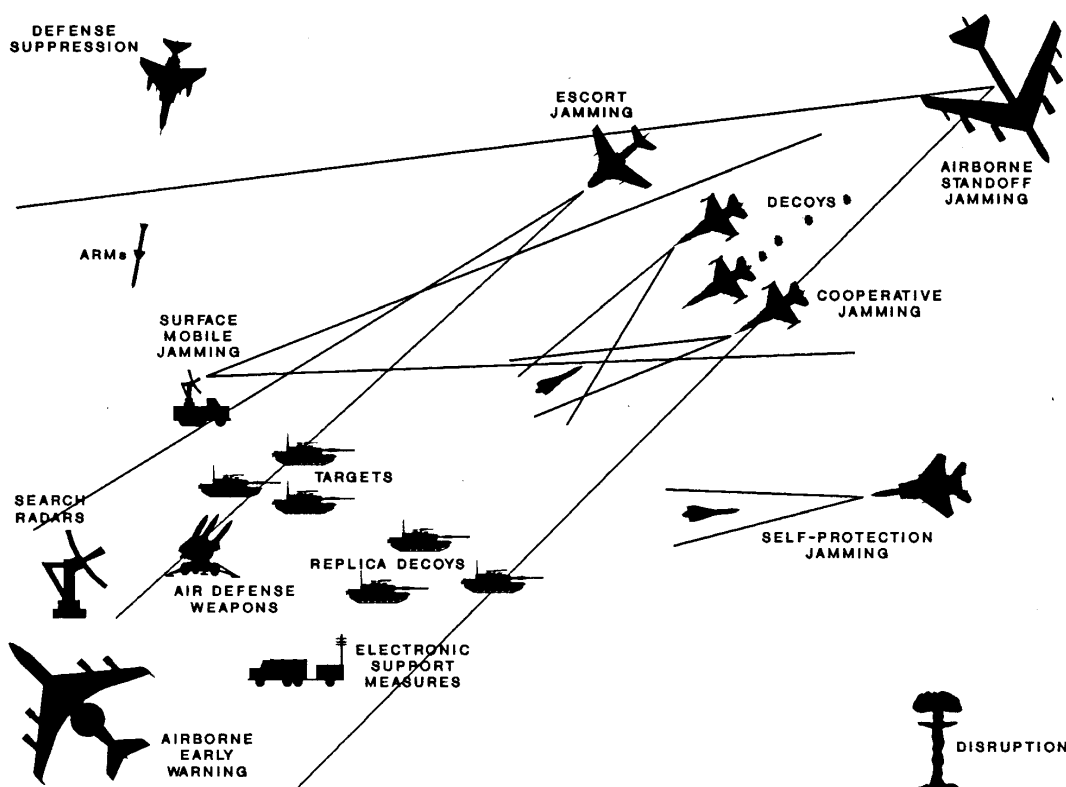 DEFENSE
SUPPRESSION
ESCORT
JAMMING
AIRBORNE
STANDOFF
JAMMING
DECOYS
ARMs
COOPERATIVE
JAMMING
SURFACE
MOBILE
JAMMING
TARGETS
SEARCH
RADARS
SELF-PROTECTION
JAMMING
REPLICA DECOYS
AIR DEFENSE
WEAPONS
ELECTRONIC
SUPPORT
MEASURES
AIRBORNE
EARLY
WARNING
DISRUPTION